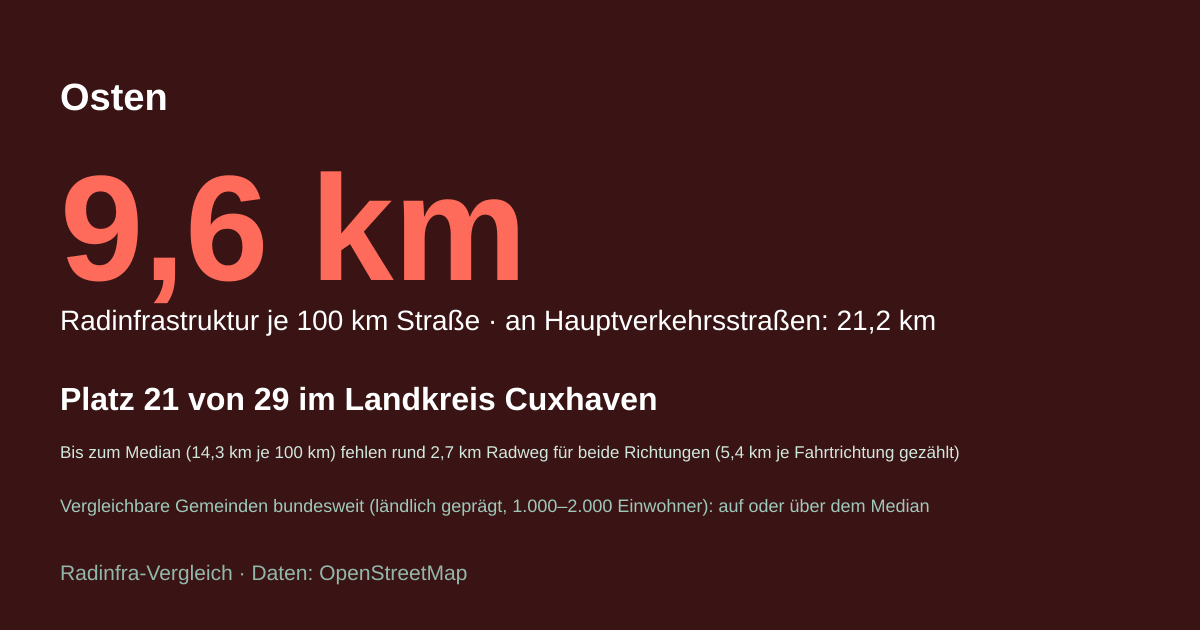 Osten
9,6 km
Radinfrastruktur je 100 km Straße · an Hauptverkehrsstraßen: 21,2 km
Platz 21 von 29 im Landkreis Cuxhaven
Bis zum Median (14,3 km je 100 km) fehlen rund 2,7 km Radweg für beide Richtungen (5,4 km je Fahrtrichtung gezählt)
Vergleichbare Gemeinden bundesweit (ländlich geprägt, 1.000–2.000 Einwohner): auf oder über dem Median
Radinfra-Vergleich · Daten: OpenStreetMap